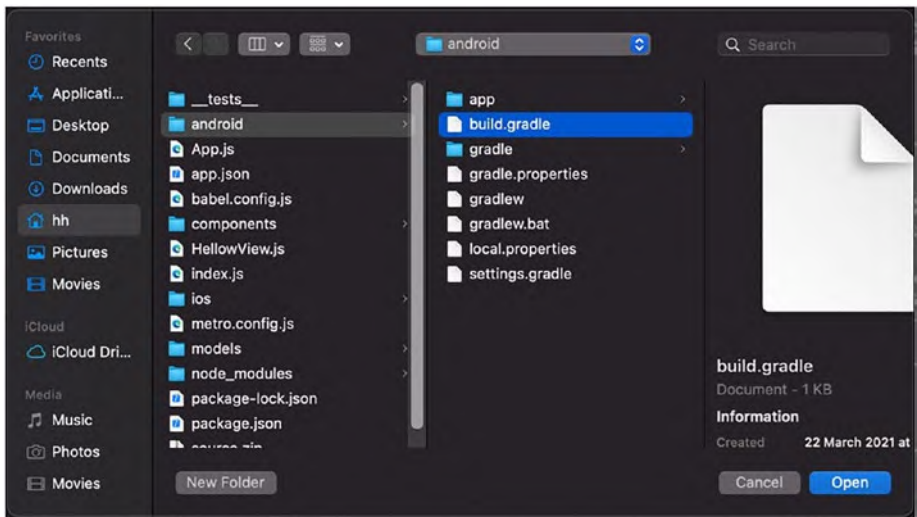 Favorites
Recents
Applicati...
Desktop
Documents
Downloads
hh
Pictures
Movies
iCloud
iCloud Dri...
Media
Music
Photos
Movies
android
Search
__tests__
android
App.js
app.json
babel.config.js
components
HellowView.js
index.js
ios
metro.config.js
models
node_modules
package-lock.json
package.json
source.zip
app
build.gradle
gradle
gradle.properties
gradlew
gradlew.bat
local.properties
settings.gradle
build.gradle
Document - 1 KB
Information
Created 22 March 2021 at
New Folder
Cancel
Open